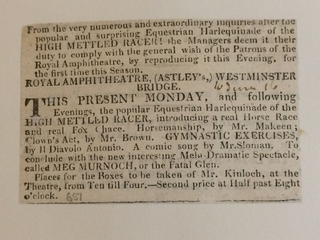 From the very numerous and extraordinary Inquiries after the
popular and surprising Equestrian Harlequinade of the
HIGH METTLED RACE!!! the Managers deem it their
duty to comply with the general wish of the Patrons of the
Royal Amphitheatre, by reproducing it this Evening, for
the first time this Season.
ROYAL AMPHITHEATRE, (ASTLEY's,) WESTMINSTER
BRIDGE.
THIS PRESENT MONDAY, and following
Evenings, the popular Equestrian Harlequinade of the
HIGH METTLED RACER, introducing a real Horse Race
and real Fox Chace. Horsemanship, by Mr. Makeen;
Clown's Act, by Mr. Brown. GYMNASTIC EXERCISES,
by Il Diavolo Antonio. A comic song by Mr. Sloman. To
conclude with the new interesting Melo-Dramatic Spectacle,
called MEG MURNOCH, or the Fatal Glen.
Places for the Boxes to be taken of Mr. Kinloch, at the
Theatre, from Ten till Four.—Second price at Half past Eight
o'clock.